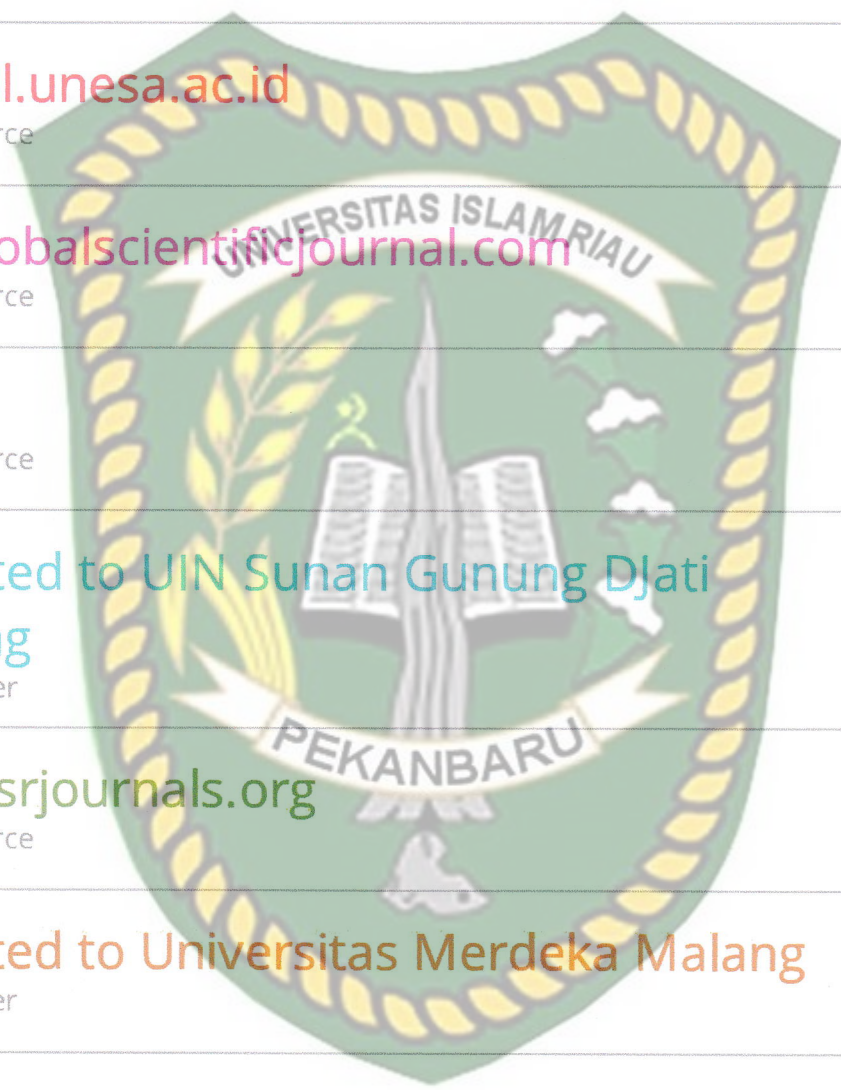 l.unesa.ac.id
rce
UNIVERSITAS ISLAM RIAU
obalscientificjournal.com
rce
rce
ted to UIN Sunan Gunung Djati
ng
er
PEKANBARU
srjournals.org
rce
ted to Universitas Merdeka Malang
er